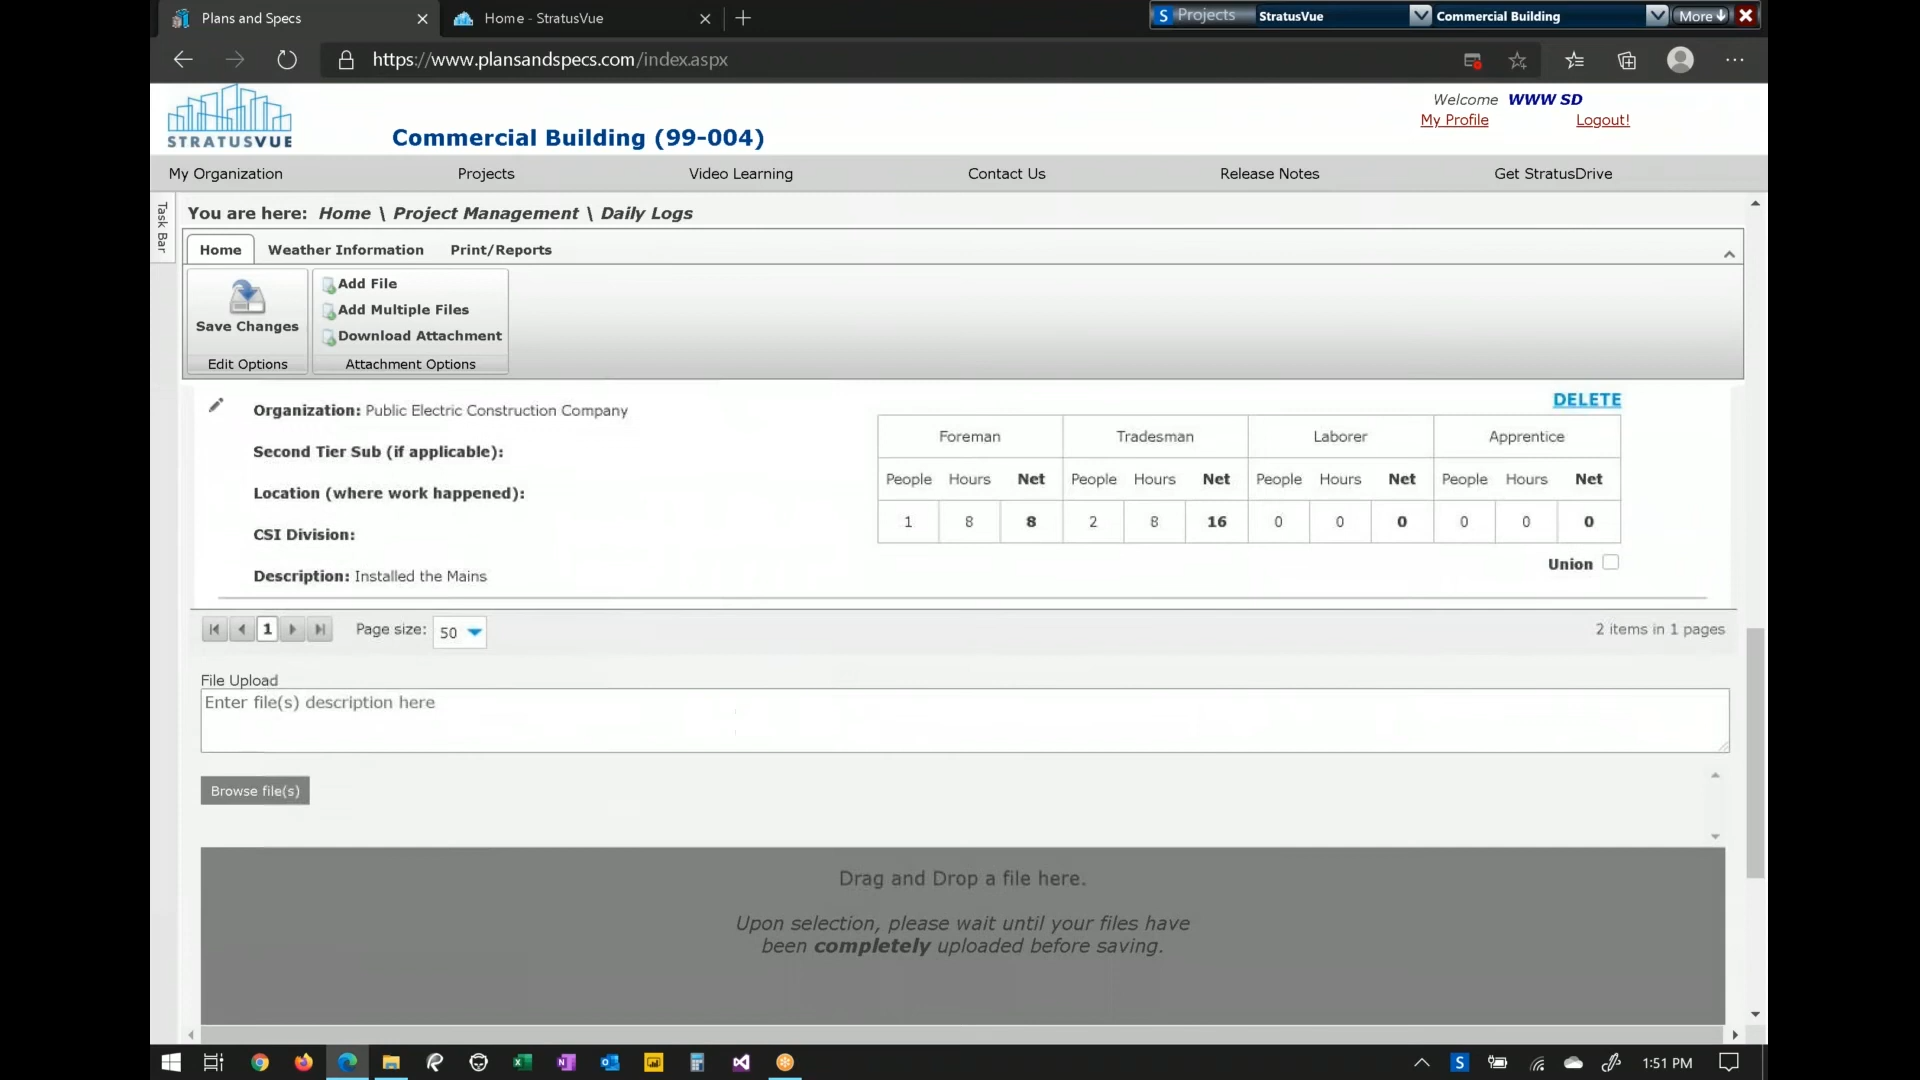 Plans and Specs
Home - StratusVue
S Projects StratusVue Commercial Building More
https://www.plansandspecs.com/index.aspx
STRATUSVUE
Commercial Building (99-004)
Welcome WWW SD
My Profile Logout!
My Organization Projects Video Learning Contact Us Release Notes Get StratusDrive
Task Bar
You are here: Home \ Project Management \ Daily Logs
Home Weather Information Print/Reports
Save Changes
Edit Options
Add File
Add Multiple Files
Download Attachment
Attachment Options
Organization: Public Electric Construction Company
Second Tier Sub (if applicable):
Location (where work happened):
CSI Division:
Description: Installed the Mains
DELETE
Foreman Tradesman Laborer Apprentice
People Hours Net People Hours Net People Hours Net People Hours Net
1 8 8 2 8 16 0 0 0 0 0 0
Union
1 Page size: 50 2 items in 1 pages
File Upload
Enter file(s) description here
Browse file(s)
Drag and Drop a file here.
Upon selection, please wait until your files have
been completely uploaded before saving.
1:51 PM